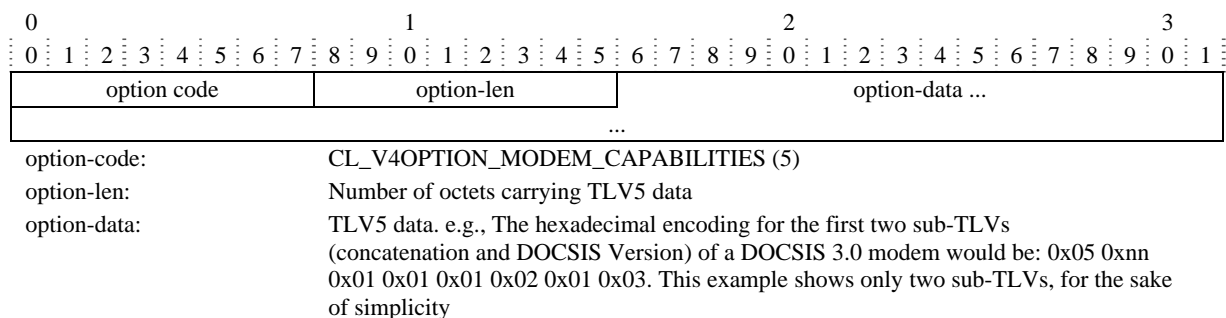 0 1 2 3
0 1 2 3 4 5 6 7 8 9 0 1 2 3 4 5 6 7 8 9 0 1 2 3 4 5 6 7 8 9 0 1
option code option-len option-data ...
...
option-code: CL_V4OPTION_MODEM_CAPABILITIES (5)
option-len: Number of octets carrying TLV5 data
option-data: TLV5 data. e.g., The hexadecimal encoding for the first two sub-TLVs
(concatenation and DOCSIS Version) of a DOCSIS 3.0 modem would be: 0x05 0xnn
0x01 0x01 0x01 0x02 0x01 0x03. This example shows only two sub-TLVs, for the sake
of simplicity